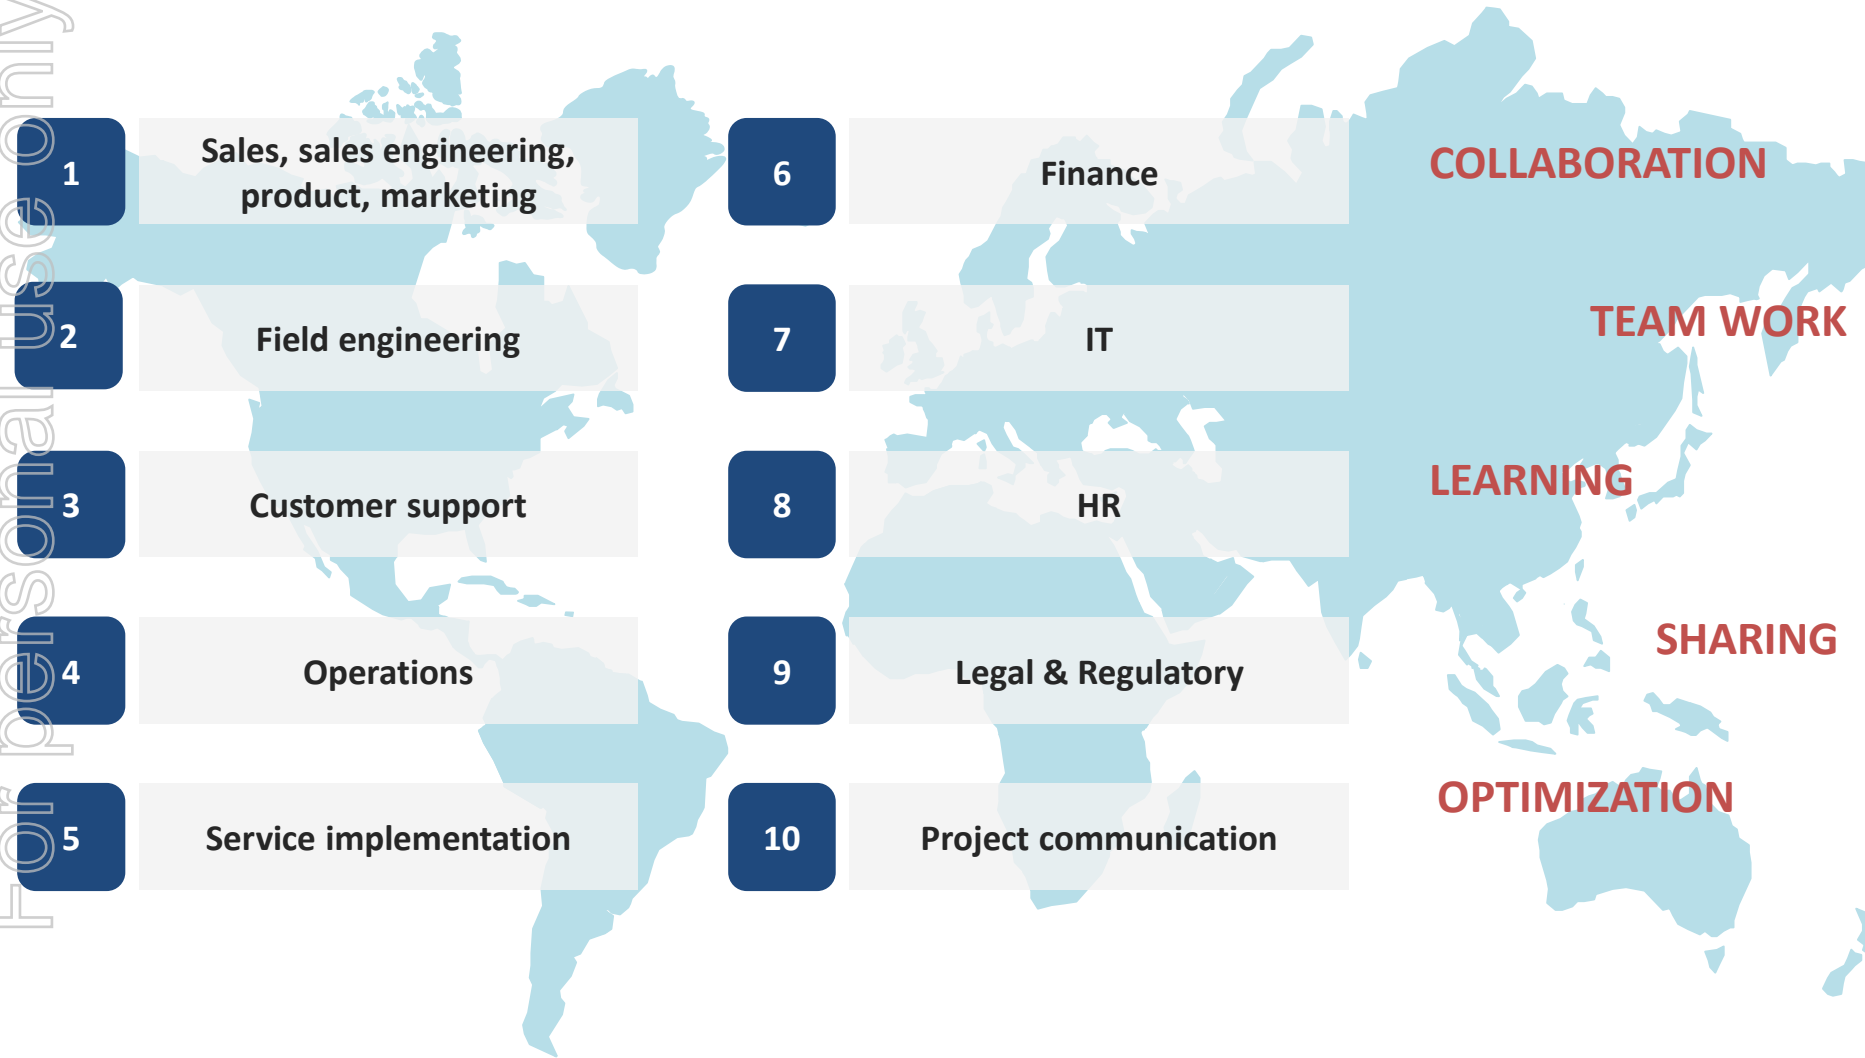 For personal use only
1
Sales, sales engineering,
product, marketing
2
Field engineering
3
Customer support
4
Operations
5
Service implementation
6
Finance
7
IT
8
HR
9
Legal & Regulatory
10
Project communication
COLLABORATION
TEAM WORK
LEARNING
SHARING
OPTIMIZATION